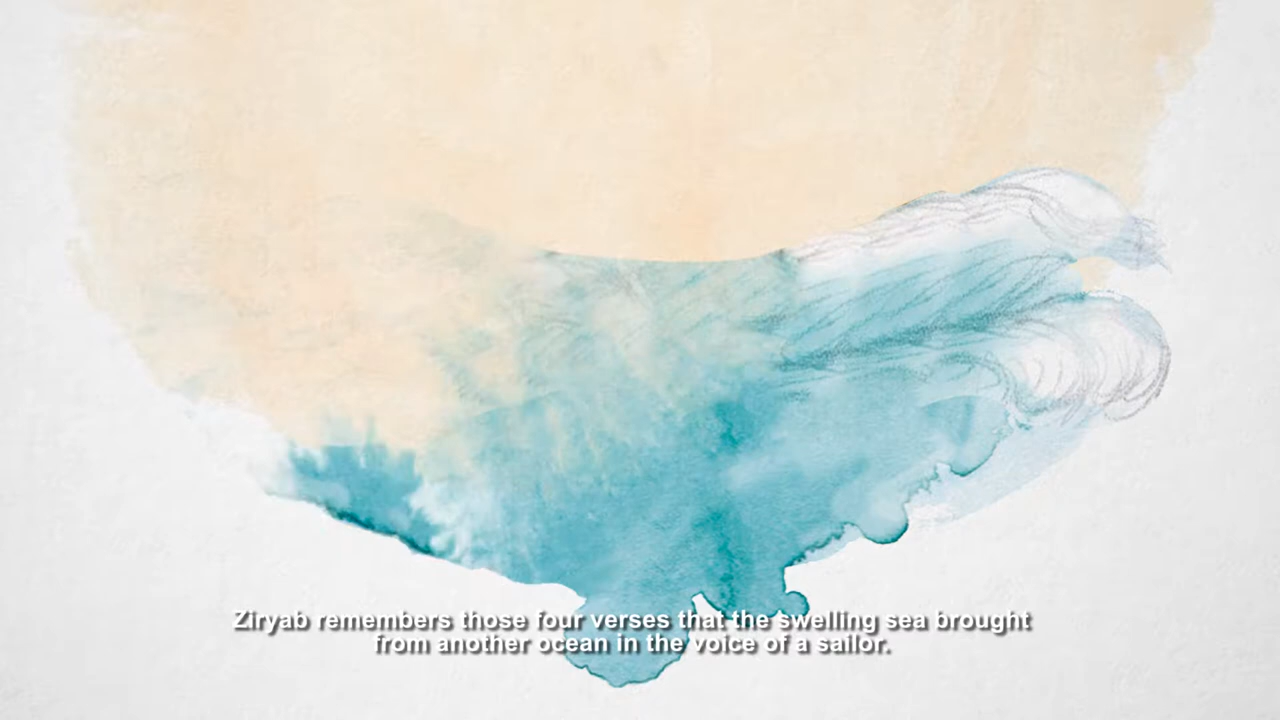 Ziryab remembers those four verses that the swelling sea brought
from another ocean in the voice of a sailor.